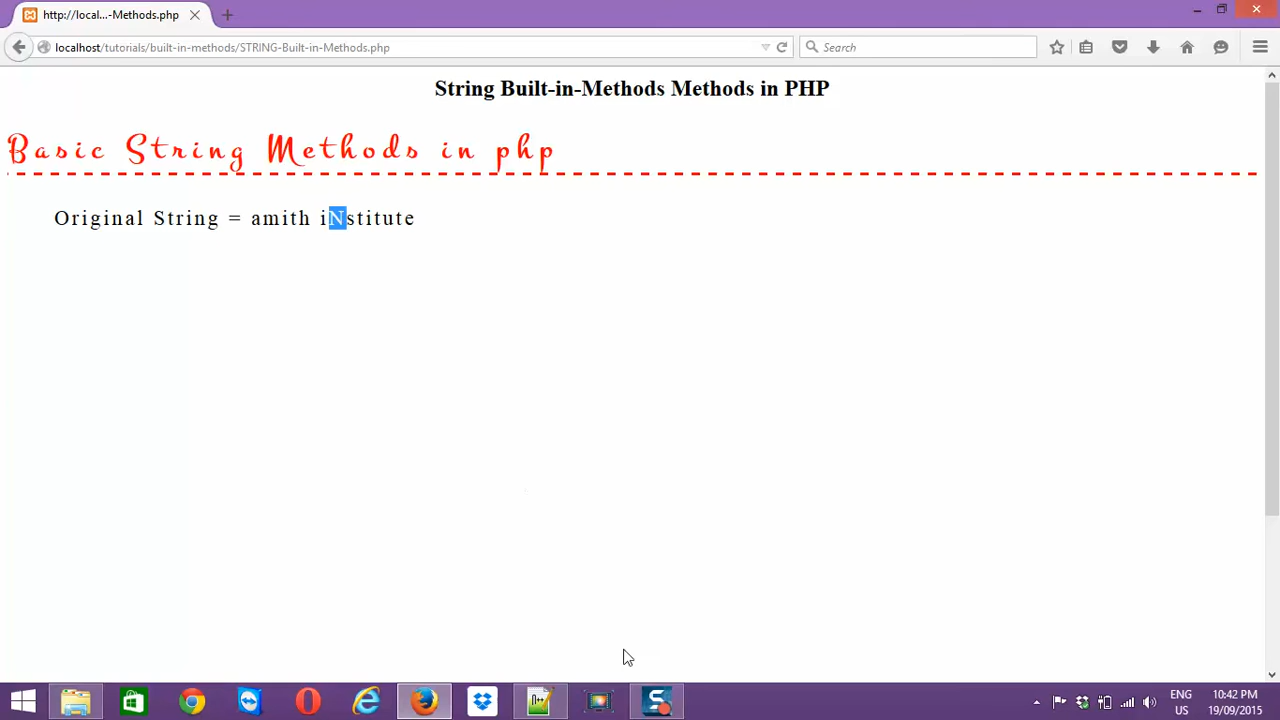 http://local...-Methods.php
localhost/tutorials/built-in-methods/STRING-Built-in-Methods.php
Search
String Built-in-Methods Methods in PHP
Basic String Methods in php
Original String = amith iNstitute
ENG 10:42 PM
US 19/09/2015